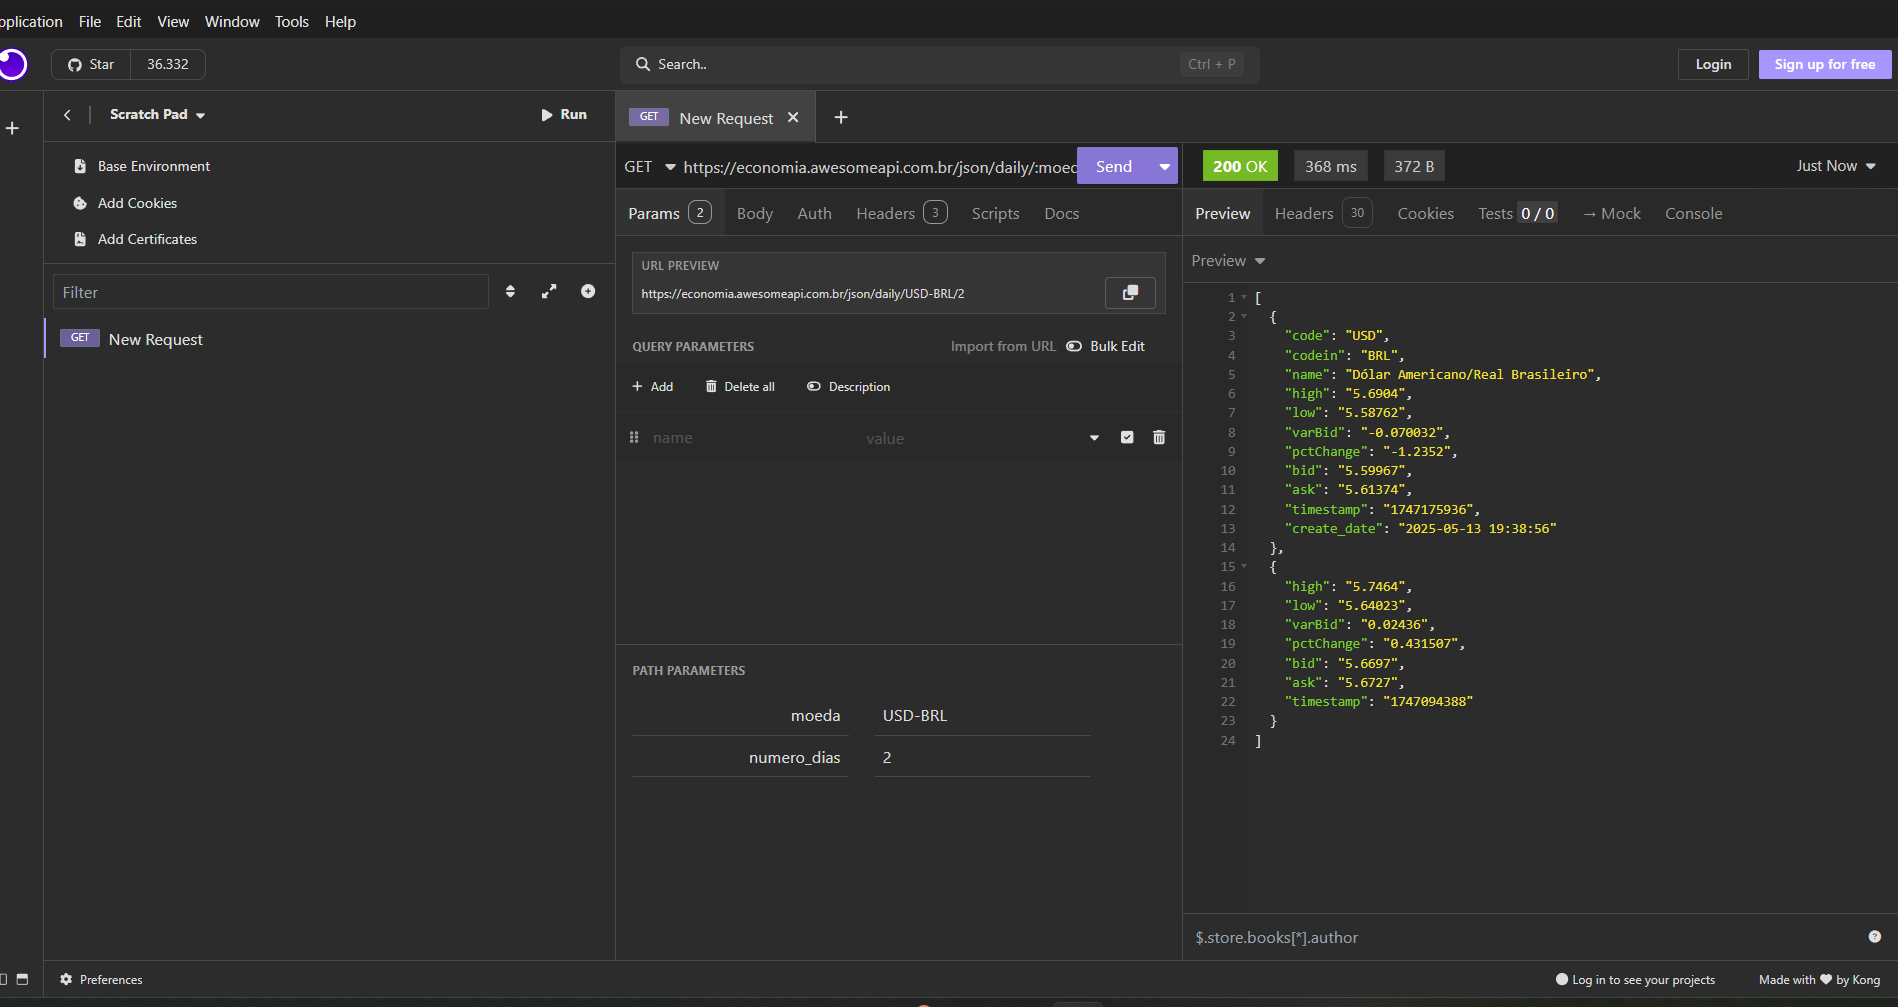 pplication File Edit View Window Tools Help
Star 36.332
Search..
Ctrl + P
Login
Sign up for free
Scratch Pad
Run
Base Environment
Add Cookies
Add Certificates
Filter
GET New Request
GET New Request
GET https://economia.awesomeapi.com.br/json/daily/:moed
Send
Params 2 Body Auth Headers 3 Scripts Docs
URL PREVIEW
https://economia.awesomeapi.com.br/json/daily/USD-BRL/2
QUERY PARAMETERS
Import from URL
Bulk Edit
Add
Delete all
Description
name value
PATH PARAMETERS
moeda USD-BRL
numero_dias 2
200 OK 368 ms 372 B
Just Now
Preview Headers 30 Cookies Tests 0 / 0 → Mock Console
Preview
1 [
2 {
3 "code": "USD",
4 "codein": "BRL",
5 "name": "Dólar Americano/Real Brasileiro",
6 "high": "5.6904",
7 "low": "5.58762",
8 "varBid": "-0.070032",
9 "pctChange": "-1.2352",
10 "bid": "5.59967",
11 "ask": "5.61374",
12 "timestamp": "1747175936",
13 "create_date": "2025-05-13 19:38:56"
14 },
15 {
16 "high": "5.7464",
17 "low": "5.64023",
18 "varBid": "0.02436",
19 "pctChange": "0.431507",
20 "bid": "5.6697",
21 "ask": "5.6727",
22 "timestamp": "1747094388"
23 }
24 ]
$.store.books[*].author
Preferences
Log in to see your projects
Made with ♥ by Kong